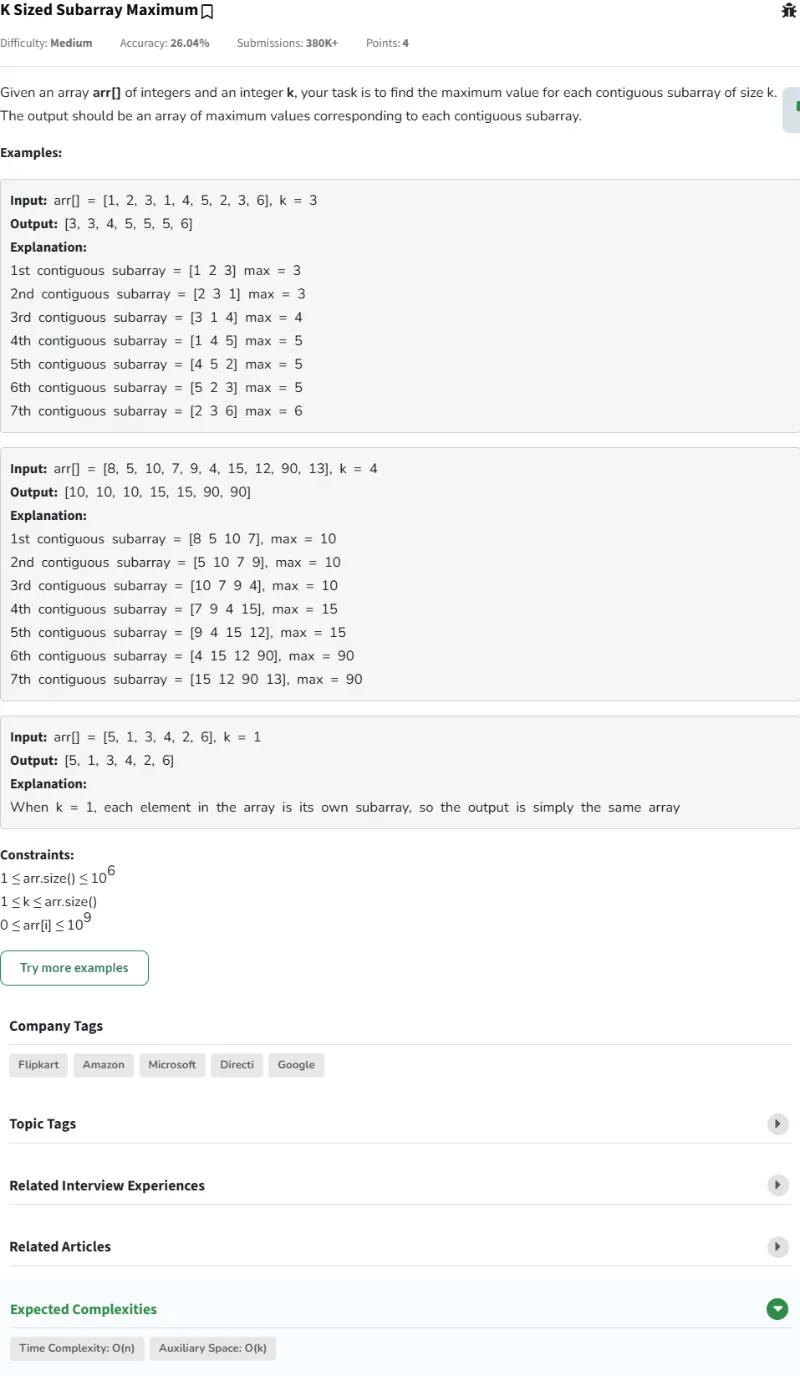 K Sized Subarray Maximum
Difficulty: Medium Accuracy: 26.04% Submissions: 380K+ Points: 4
Given an array arr[] of integers and an integer k, your task is to find the maximum value for each contiguous subarray of size k.
The output should be an array of maximum values corresponding to each contiguous subarray.
Examples:
Input: arr[] = [1, 2, 3, 1, 4, 5, 2, 3, 6], k = 3
Output: [3, 3, 4, 5, 5, 5, 6]
Explanation:
1st contiguous subarray = [1 2 3] max = 3
2nd contiguous subarray = [2 3 1] max = 3
3rd contiguous subarray = [3 1 4] max = 4
4th contiguous subarray = [1 4 5] max = 5
5th contiguous subarray = [4 5 2] max = 5
6th contiguous subarray = [5 2 3] max = 5
7th contiguous subarray = [2 3 6] max = 6
Input: arr[] = [8, 5, 10, 7, 9, 4, 15, 12, 90, 13], k = 4
Output: [10, 10, 10, 15, 15, 90, 90]
Explanation:
1st contiguous subarray = [8 5 10 7], max = 10
2nd contiguous subarray = [5 10 7 9], max = 10
3rd contiguous subarray = [10 7 9 4], max = 10
4th contiguous subarray = [7 9 4 15], max = 15
5th contiguous subarray = [9 4 15 12], max = 15
6th contiguous subarray = [4 15 12 90], max = 90
7th contiguous subarray = [15 12 90 13], max = 90
Input: arr[] = [5, 1, 3, 4, 2, 6], k = 1
Output: [5, 1, 3, 4, 2, 6]
Explanation:
When k = 1, each element in the array is its own subarray, so the output is simply the same array
Constraints:
1 ≤ arr.size() ≤ 10⁶
1 ≤ k ≤ arr.size()
0 ≤ arr[i] ≤ 10⁹
Try more examples
Company Tags
Flipkart Amazon Microsoft Directi Google
Topic Tags
Related Interview Experiences
Related Articles
Expected Complexities
Time Complexity: O(n) Auxiliary Space: O(k)